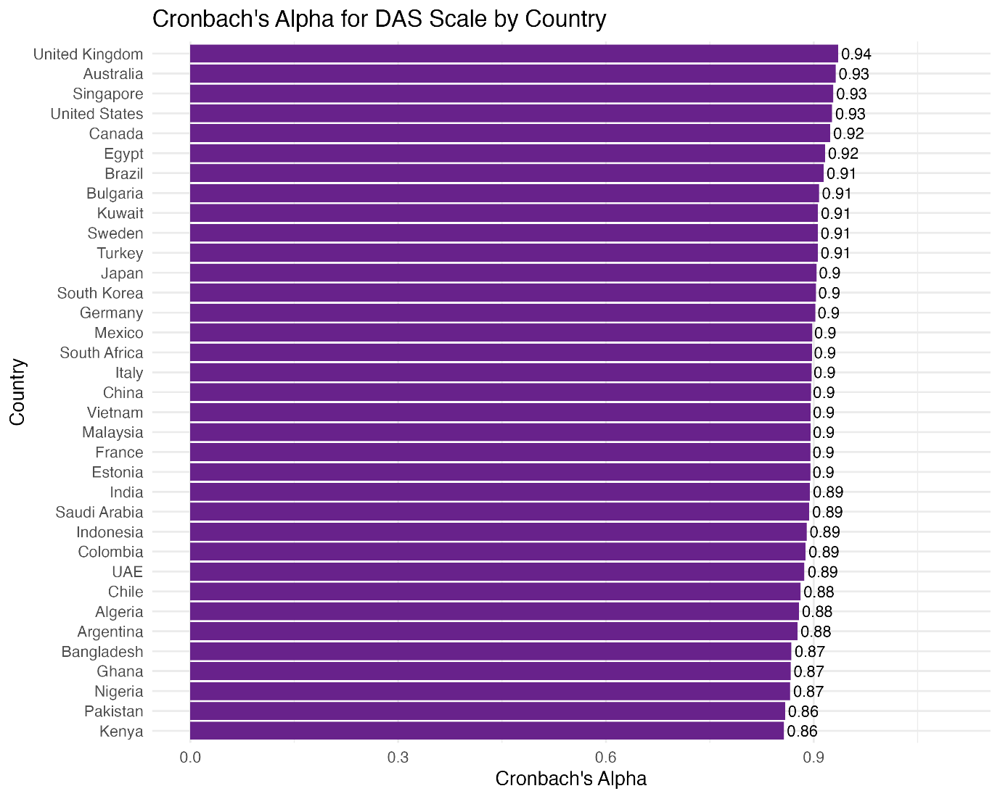 Cronbach's Alpha for DAS Scale by Country
United Kingdom 0.94
Australia 0.93
Singapore 0.93
United States 0.93
Canada 0.92
Egypt 0.92
Brazil 0.91
Bulgaria 0.91
Kuwait 0.91
Sweden 0.91
Turkey 0.91
Japan 0.9
South Korea 0.9
Germany 0.9
Mexico 0.9
South Africa 0.9
Italy 0.9
China 0.9
Vietnam 0.9
Malaysia 0.9
France 0.9
Estonia 0.9
India 0.89
Saudi Arabia 0.89
Indonesia 0.89
Colombia 0.89
UAE 0.89
Chile 0.88
Algeria 0.88
Argentina 0.88
Bangladesh 0.87
Ghana 0.87
Nigeria 0.87
Pakistan 0.86
Kenya 0.86
Country
0.0 0.3 0.6 0.9
Cronbach's Alpha